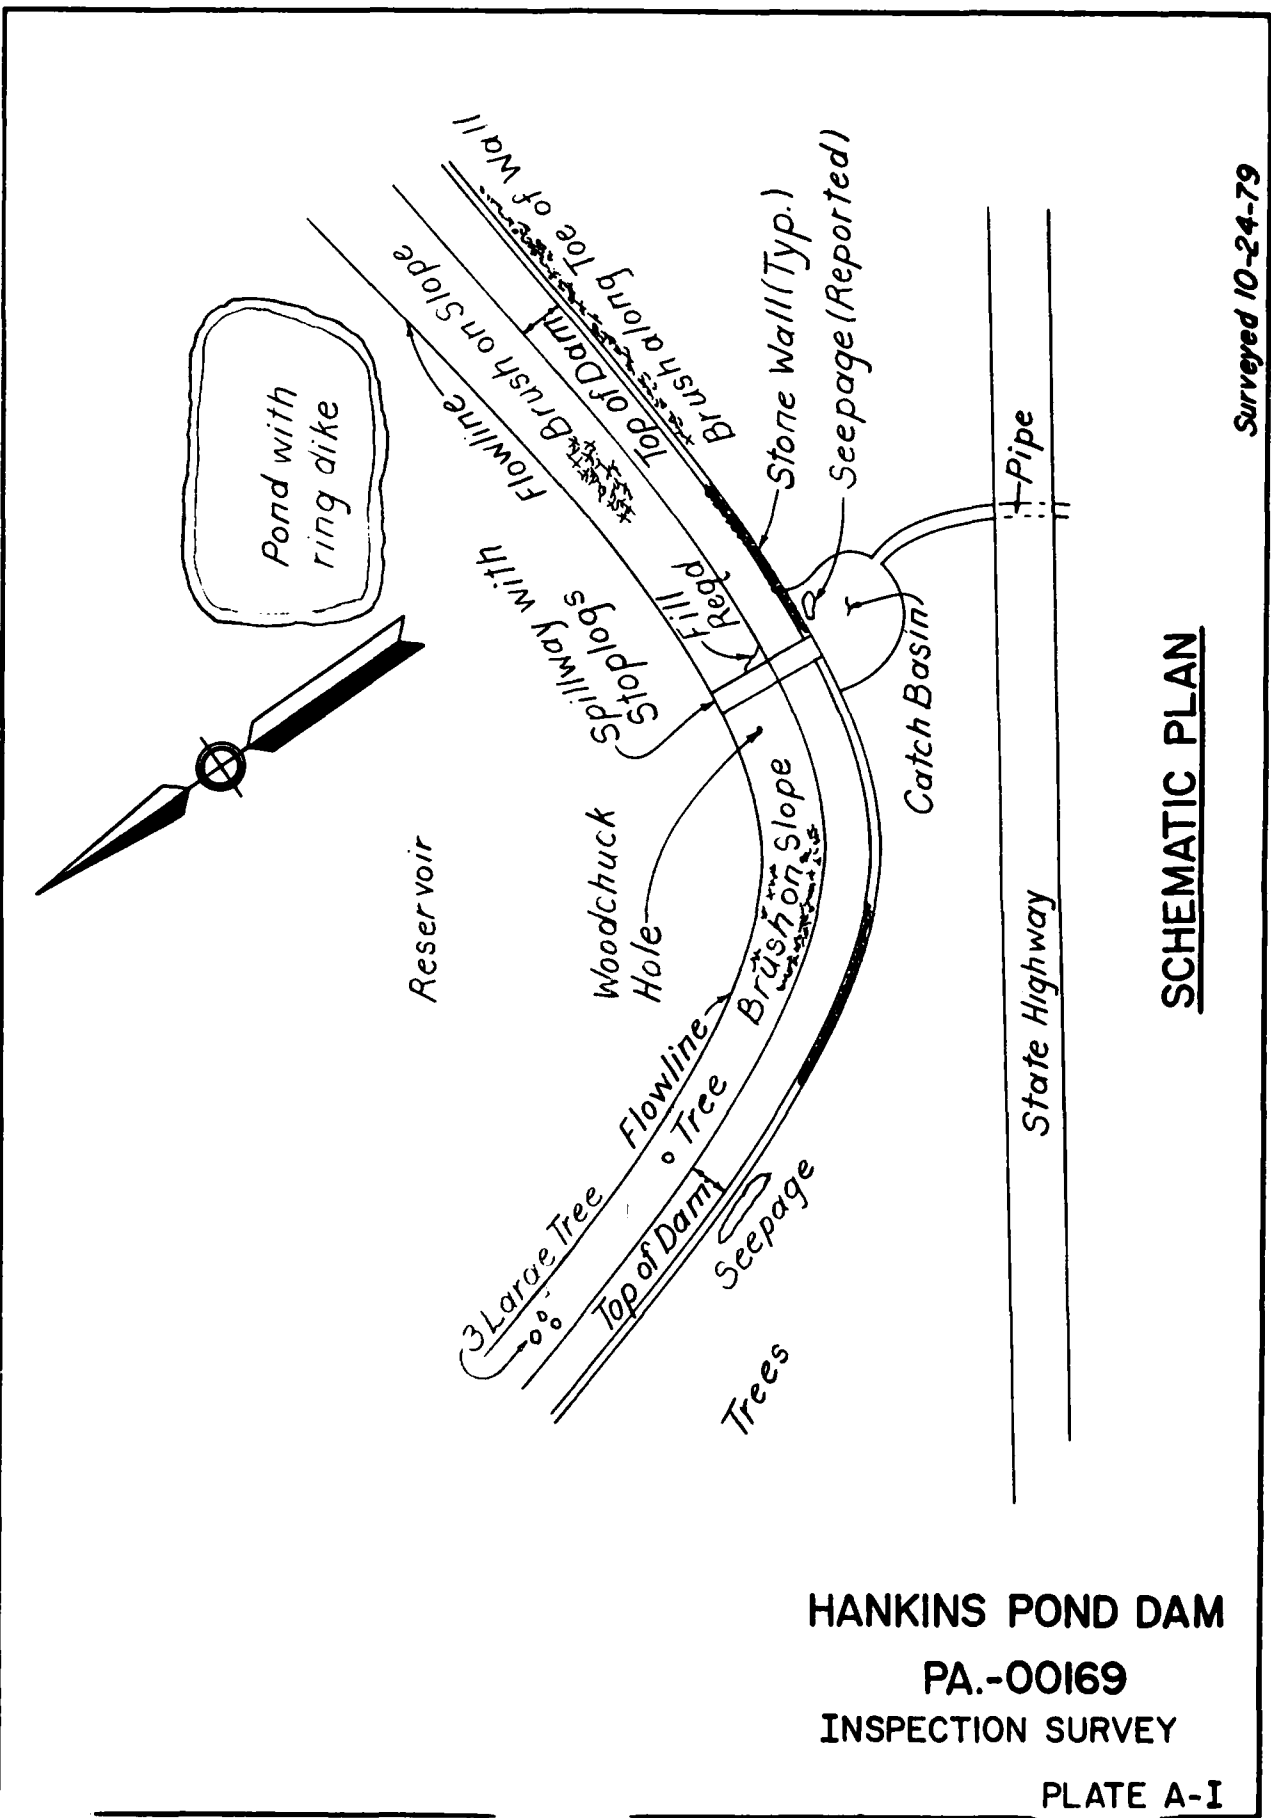 Pond with
ring dike
Reservoir
Flowline
Brush on Slope
Top of Dam
Brush along Toe of Wall
Stone Wall (Typ.)
Seepage (Reported)
Spillway with
Stoplogs
Fill
Reqd
Woodchuck
Hole
Catch Basin
Pipe
State Highway
Brush on Slope
Flowline
Tree
3 Large Tree
Top of Dam
Seepage
Trees
Surveyed 10-24-79
SCHEMATIC PLAN
HANKINS POND DAM
PA.-00169
INSPECTION SURVEY
PLATE A-I